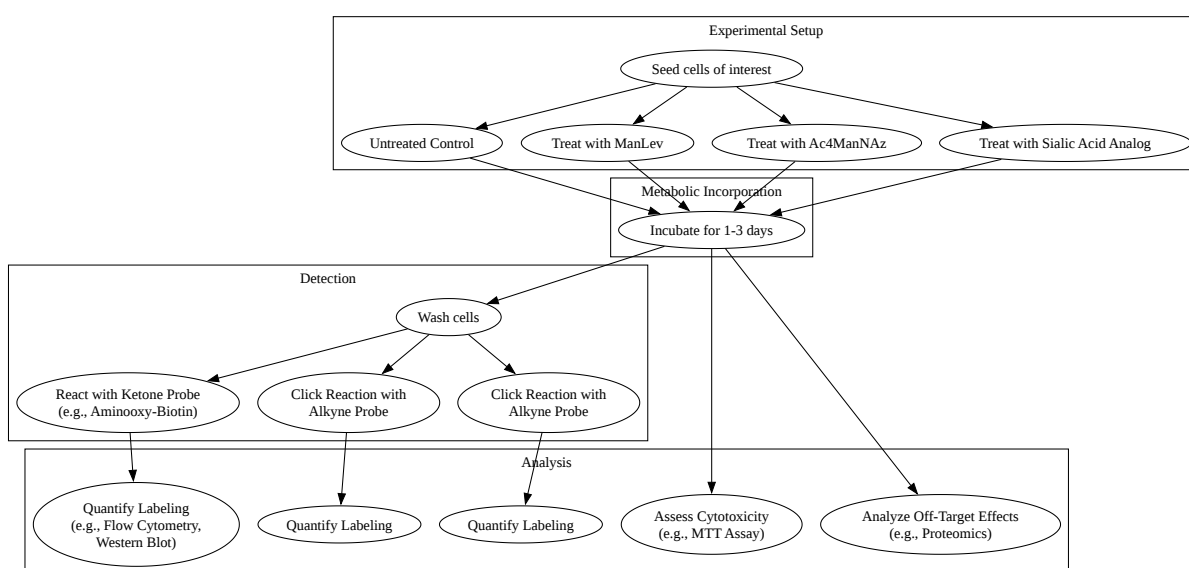 Experimental Setup
Seed cells of interest
Untreated Control
Treat with ManLev
Treat with Ac4ManNAz
Treat with Sialic Acid Analog
Metabolic Incorporation
Incubate for 1-3 days
Detection
Wash cells
React with Ketone Probe
(e.g., Aminooxy-Biotin)
Click Reaction with
Alkyne Probe
Click Reaction with
Alkyne Probe
Analysis
Quantify Labeling
(e.g., Flow Cytometry,
Western Blot)
Quantify Labeling
Quantify Labeling
Assess Cytotoxicity
(e.g., MTT Assay)
Analyze Off-Target Effects
(e.g., Proteomics)